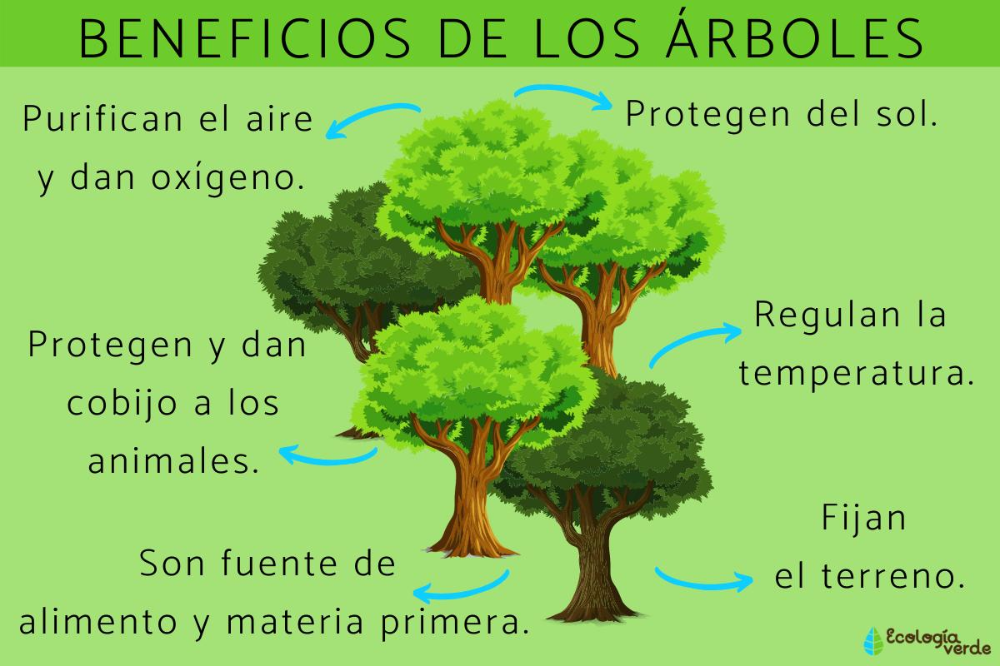 BENEFICIOS DE LOS ÁRBOLES
Purifican el aire
y dan oxígeno.
Protegen del sol.
Protegen y dan
cobijo a los
animales.
Regulan la
temperatura.
Son fuente de
alimento y materia primera.
Fijan
el terreno.
Ecología
verde